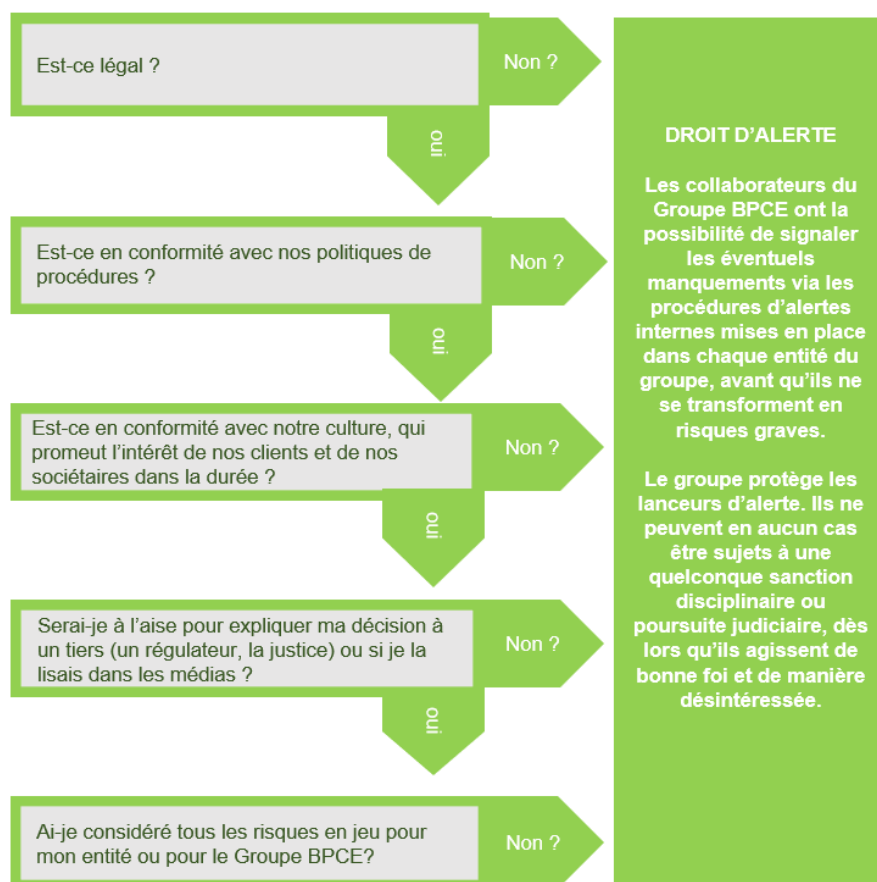 Est-ce légal ?
Non ?
oui
Est-ce en conformité avec nos politiques de
procédures ?
Non ?
oui
Est-ce en conformité avec notre culture, qui
promeut l’intérêt de nos clients et de nos
sociétaires dans la durée ?
Non ?
oui
Serai-je à l’aise pour expliquer ma décision à
un tiers (un régulateur, la justice) ou si je la
lisais dans les médias ?
Non ?
oui
Ai-je considéré tous les risques en jeu pour
mon entité ou pour le Groupe BPCE?
Non ?
DROIT D’ALERTE
Les collaborateurs du
Groupe BPCE ont la
possibilité de signaler
les éventuels
manquements via les
procédures d’alertes
internes mises en place
dans chaque entité du
groupe, avant qu’ils ne
se transforment en
risques graves.
Le groupe protège les
lanceurs d’alerte. Ils ne
peuvent en aucun cas
être sujets à une
quelconque sanction
disciplinaire ou
poursuite judiciaire, dès
lors qu’ils agissent de
bonne foi et de manière
désintéressée.